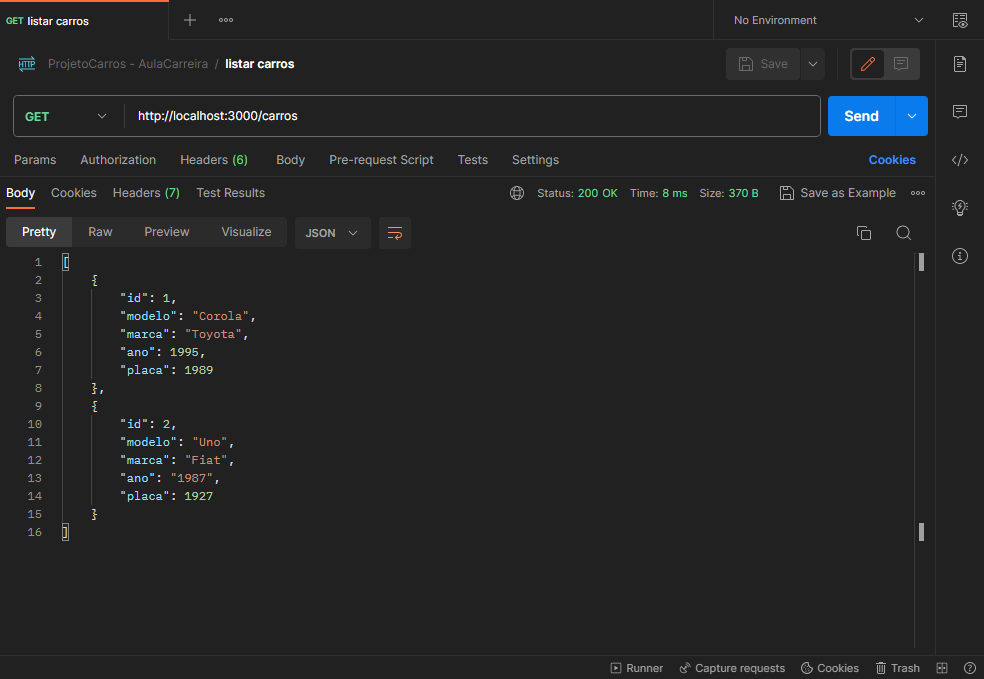 GET listar carros
No Environment
HTTP ProjetoCarros - AulaCarreira / listar carros
Save
GET http://localhost:3000/carros
Send
Params Authorization Headers (6) Body Pre-request Script Tests Settings Cookies
Body Cookies Headers (7) Test Results Status: 200 OK Time: 8 ms Size: 370 B Save as Example
Pretty Raw Preview Visualize JSON
1 [
2 {
3 "id": 1,
4 "modelo": "Corola",
5 "marca": "Toyota",
6 "ano": 1995,
7 "placa": 1989
8 },
9 {
10 "id": 2,
11 "modelo": "Uno",
12 "marca": "Fiat",
13 "ano": "1987",
14 "placa": 1927
15 }
16 ]
Runner Capture requests Cookies Trash